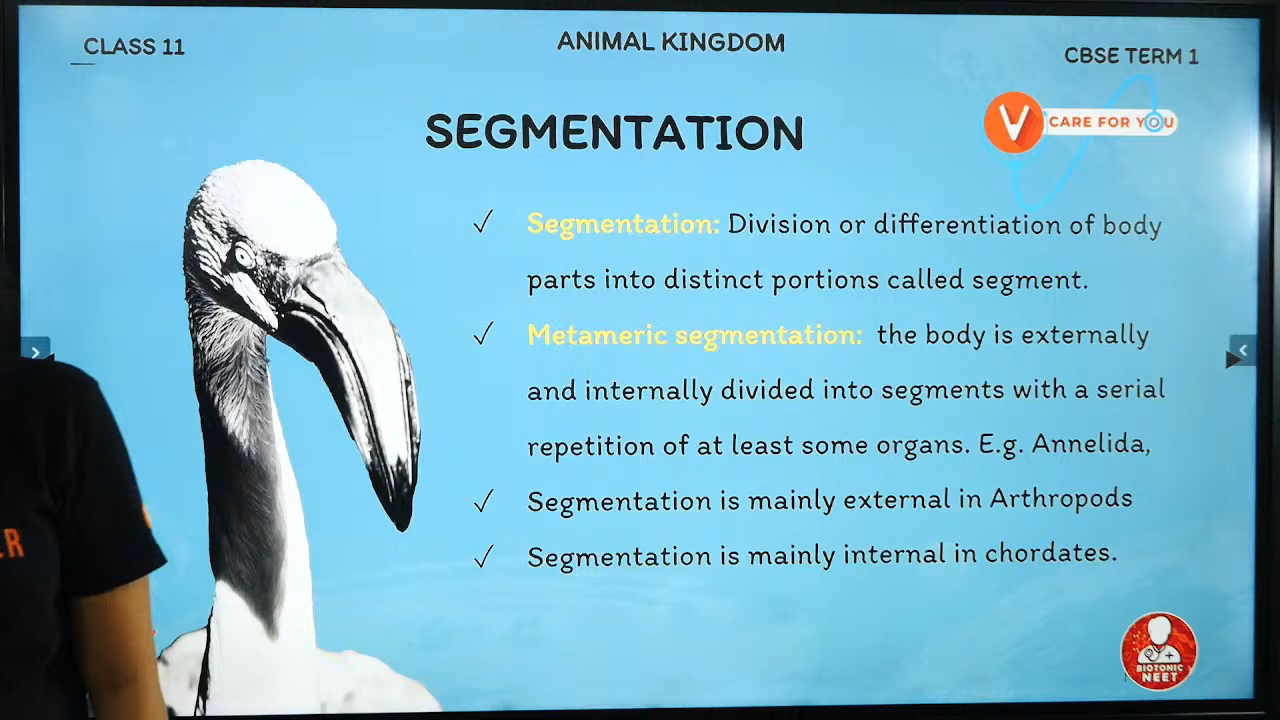 CLASS 11
ANIMAL KINGDOM
CBSE TERM 1
CARE FOR YOU
SEGMENTATION
✓ Segmentation: Division or differentiation of body
parts into distinct portions called segment.
✓ Metameric segmentation: the body is externally
and internally divided into segments with a serial
repetition of at least some organs. E.g. Annelida,
✓ Segmentation is mainly external in Arthropods
✓ Segmentation is mainly internal in chordates.
BIOTONIC
NEET